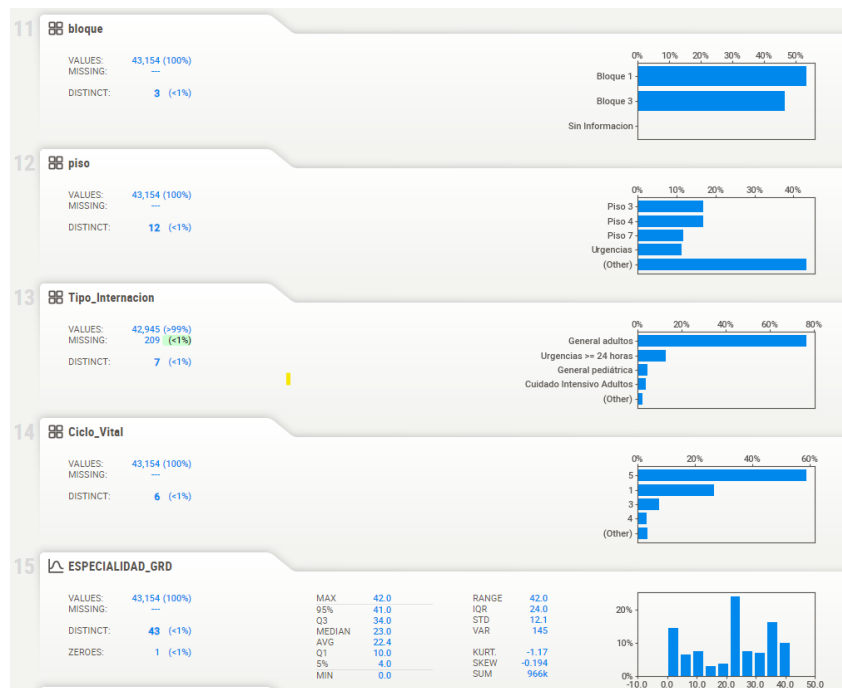 11 bloque
VALUES: 43,154 (100%)
MISSING: ---
DISTINCT: 3 (<1%)
0% 10% 20% 30% 40% 50%
Bloque 1
Bloque 3
Sin Informacion
12 piso
VALUES: 43,154 (100%)
MISSING: ---
DISTINCT: 12 (<1%)
0% 10% 20% 30% 40%
Piso 3
Piso 4
Piso 7
Urgencias
(Other)
13 Tipo_Internacion
VALUES: 42,945 (>99%)
MISSING: 209 (<1%)
DISTINCT: 7 (<1%)
0% 20% 40% 60% 80%
General adultos
Urgencias >= 24 horas
General pediátrica
Cuidado Intensivo Adultos
(Other)
14 Ciclo_Vital
VALUES: 43,154 (100%)
MISSING: ---
DISTINCT: 6 (<1%)
0% 20% 40% 60%
5
1
3
4
(Other)
15 ESPECIALIDAD_GRD
VALUES: 43,154 (100%)
MISSING: ---
DISTINCT: 43 (<1%)
ZEROES: 1 (<1%)
MAX 42.0
95% 41.0
Q3 34.0
MEDIAN 23.0
AVG 22.4
Q1 10.0
5% 4.0
MIN 0.0
RANGE 42.0
IQR 24.0
STD 12.1
VAR 145
KURT. -1.17
SKEW -0.194
SUM 966k
20%
10%
0%
-10.0 0.0 10.0 20.0 30.0 40.0 50.0